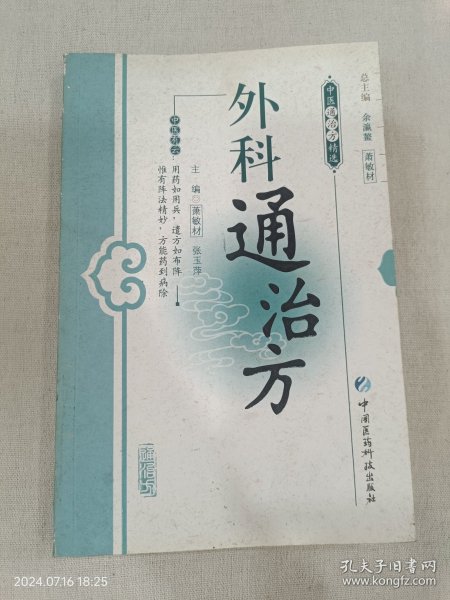 中医通治方精选
总主编 余瀛鳌 萧敏材
外科通治方
主编◎萧敏材 张玉萍
中医有云：
用药如用兵，遣方如布阵
惟有阵法精妙，方能药到病除
中国医药科技出版社
通治方
2024.07.16 18:25
孔夫子旧书网
www.kongfz.com